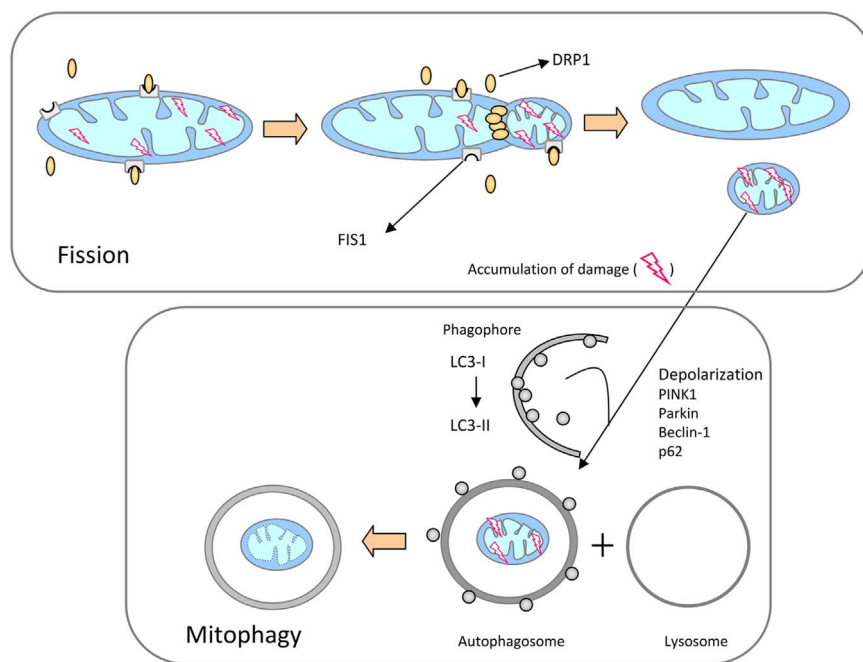 DRP1
FIS1
Fission
Accumulation of damage ( )
Phagophore
LC3-I
LC3-II
Depolarization
PINK1
Parkin
Beclin-1
p62
+
Mitophagy
Autophagosome
Lysosome